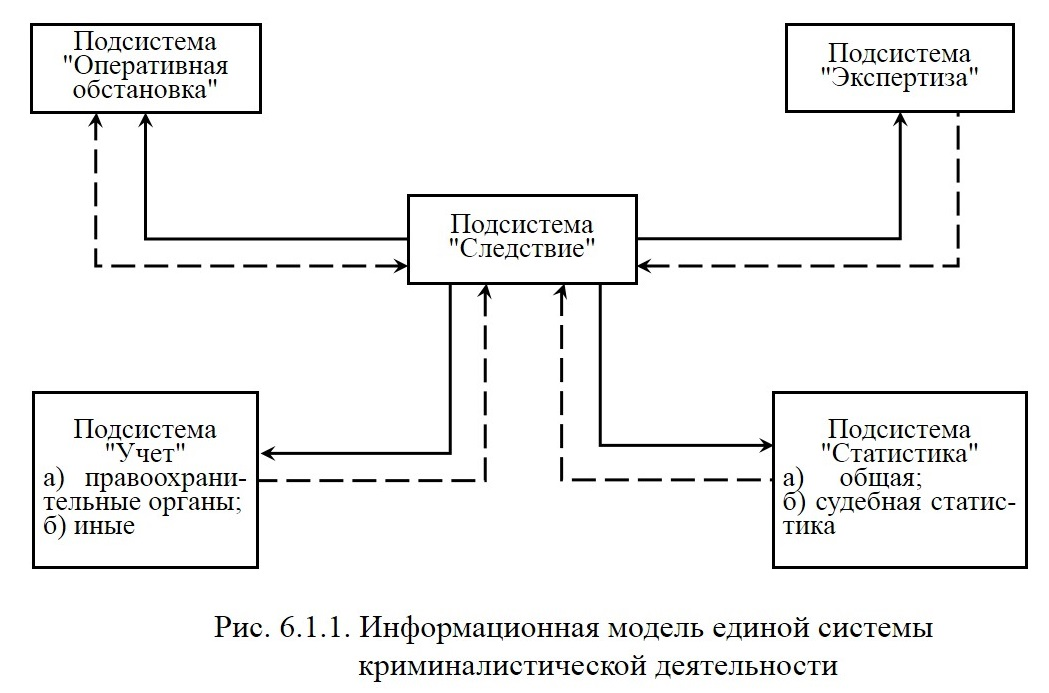 Подсистема
"Оперативная
обстановка"
Подсистема
"Экспертиза"
Подсистема
"Следствие"
Подсистема
"Учет"
а) правоохрани-
тельные органы;
б) иные
Подсистема
"Статистика"
а) общая;
б) судебная статис-
тика
Рис. 6.1.1. Информационная модель единой системы
криминалистической деятельности